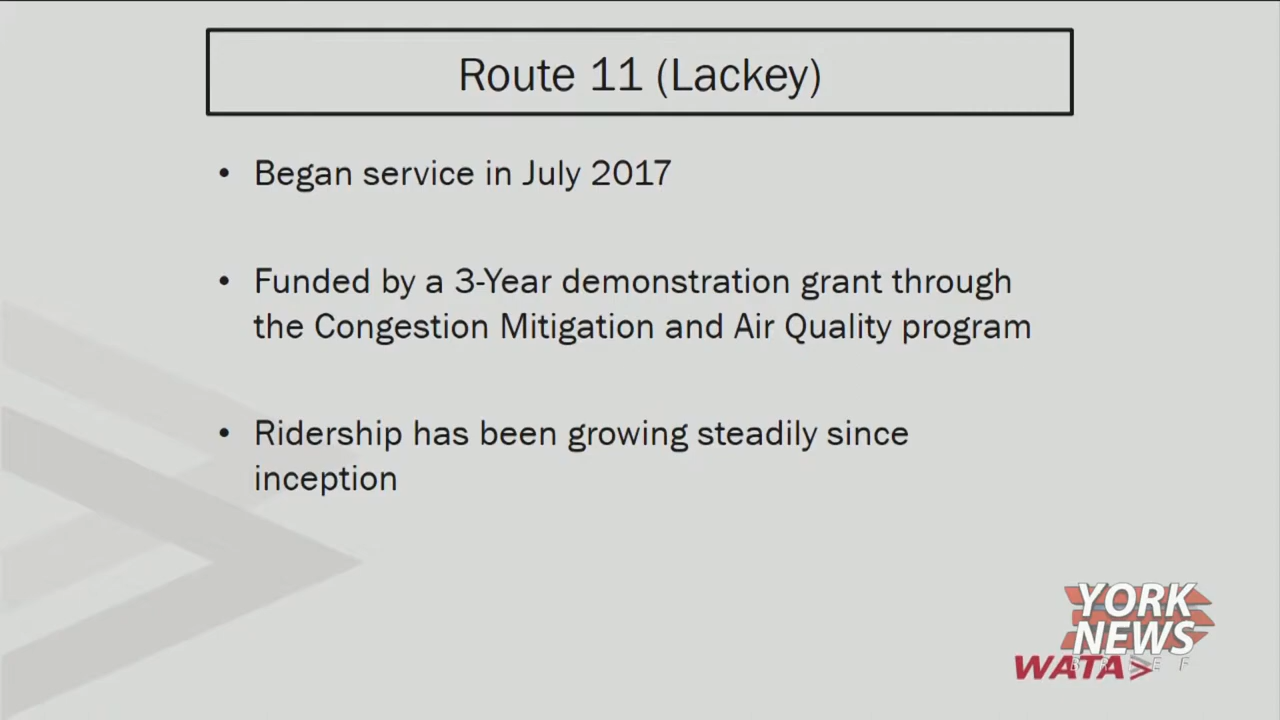 Route 11 (Lackey)
• Began service in July 2017
• Funded by a 3-Year demonstration grant through
the Congestion Mitigation and Air Quality program
• Ridership has been growing steadily since
inception
YORK
NEWS
BRIEF
WATA